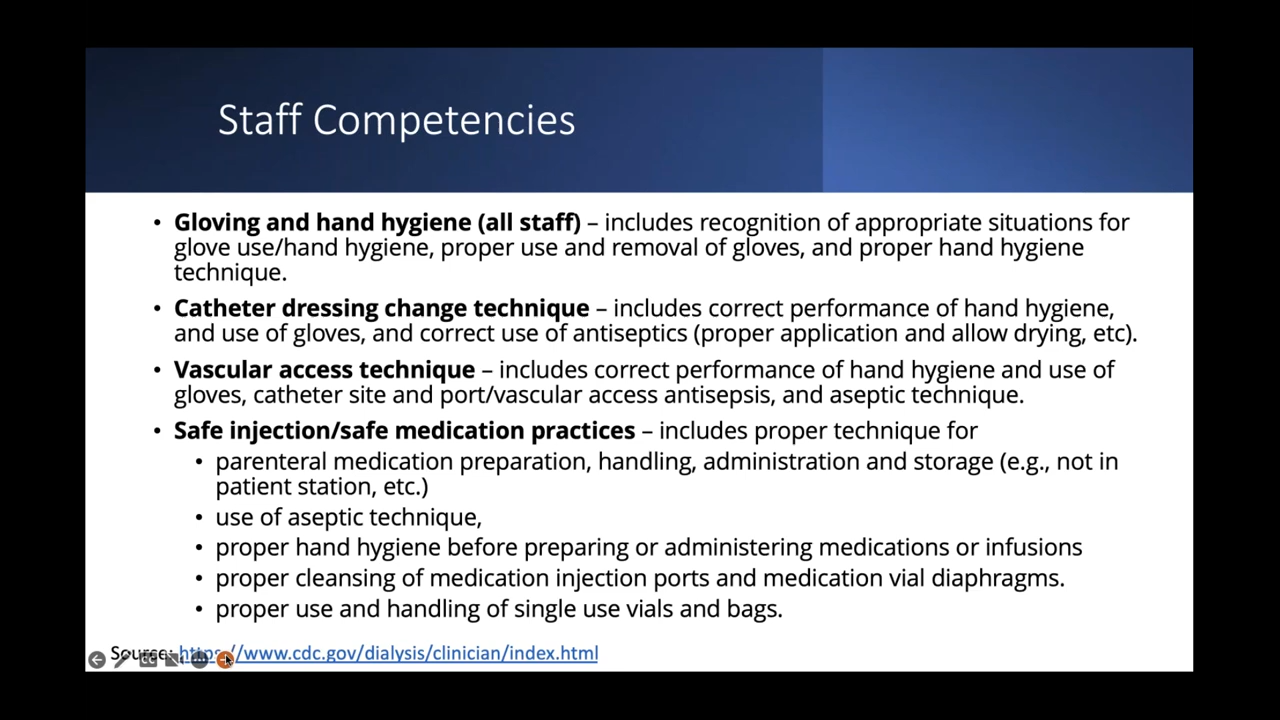 Staff Competencies
• Gloving and hand hygiene (all staff) – includes recognition of appropriate situations for
glove use/hand hygiene, proper use and removal of gloves, and proper hand hygiene
technique.
• Catheter dressing change technique – includes correct performance of hand hygiene,
and use of gloves, and correct use of antiseptics (proper application and allow drying, etc).
• Vascular access technique – includes correct performance of hand hygiene and use of
gloves, catheter site and port/vascular access antisepsis, and aseptic technique.
• Safe injection/safe medication practices – includes proper technique for
• parenteral medication preparation, handling, administration and storage (e.g., not in
patient station, etc.)
• use of aseptic technique,
• proper hand hygiene before preparing or administering medications or infusions
• proper cleansing of medication injection ports and medication vial diaphragms.
• proper use and handling of single use vials and bags.
Source: https://www.cdc.gov/dialysis/clinician/index.html